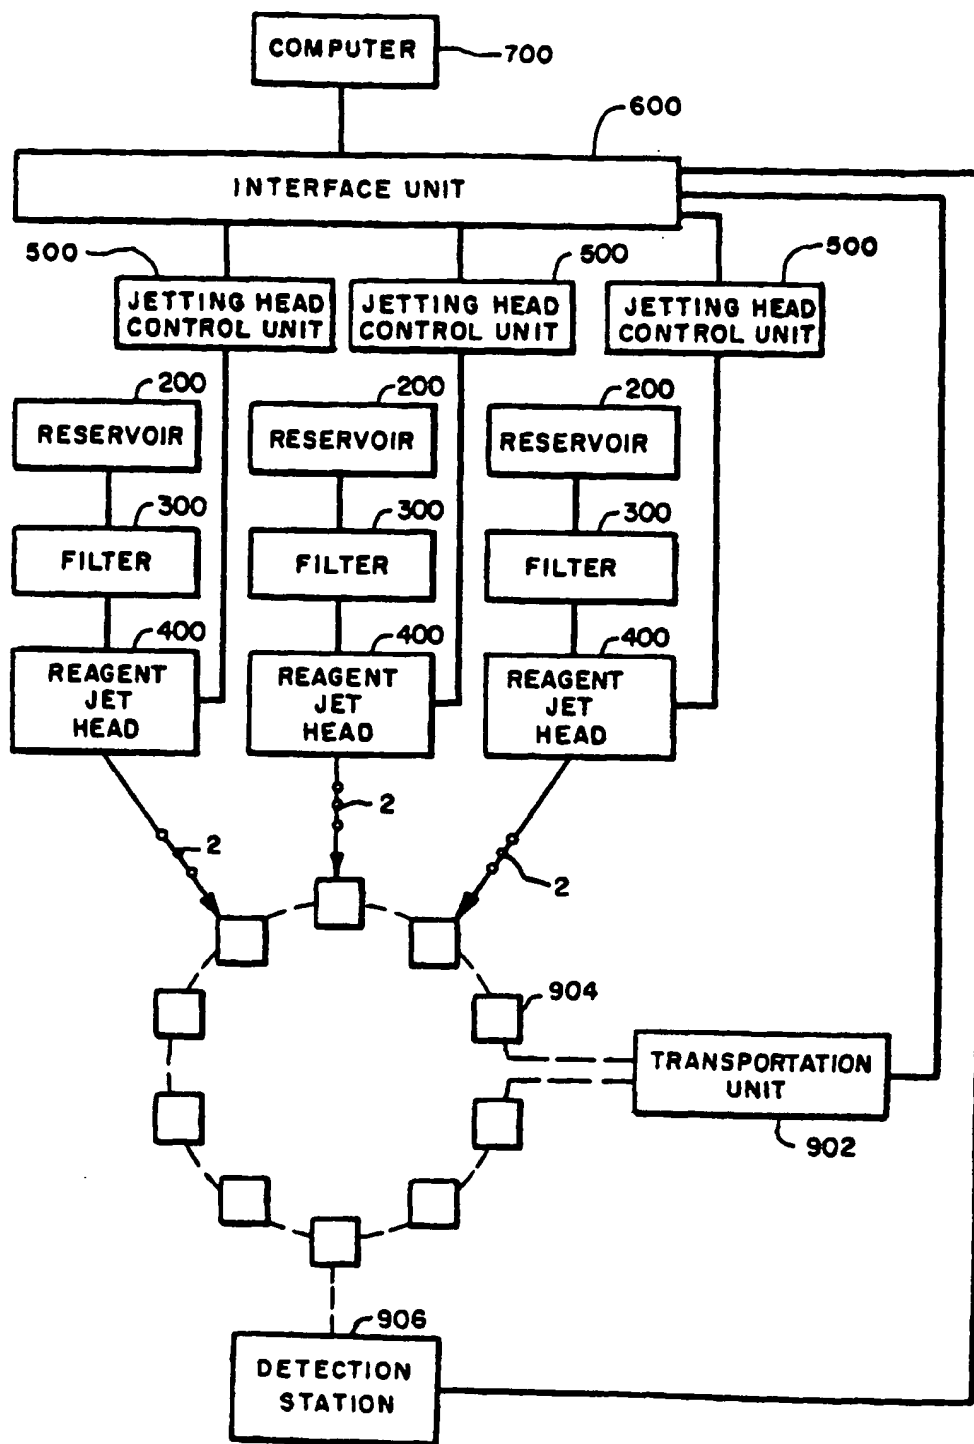 COMPUTER
700
600
INTERFACE UNIT
500
500
500
JETTING HEAD
CONTROL UNIT
JETTING HEAD
CONTROL UNIT
JETTING HEAD
CONTROL UNIT
200
200
200
RESERVOIR
RESERVOIR
RESERVOIR
300
300
300
FILTER
FILTER
FILTER
400
400
400
REAGENT
JET
HEAD
REAGENT
JET
HEAD
REAGENT
JET
HEAD
2
2
2
904
TRANSPORTATION
UNIT
902
906
DETECTION
STATION